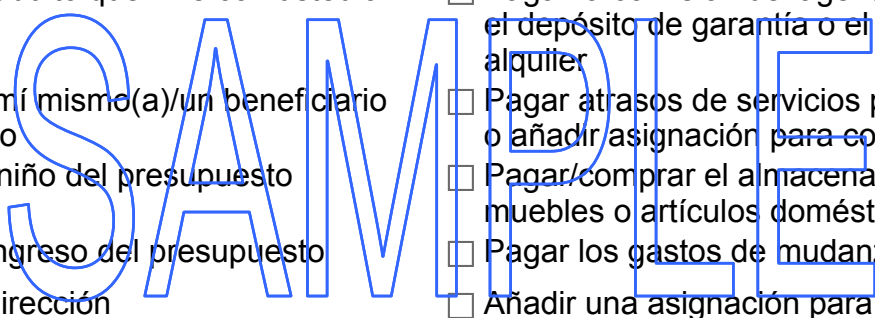 el depósito de garantía o el
alquiler
mí mismo(a)/un beneficiario
o
niño del presupuesto
ngreso del presupuesto
irección
Pagar atrasos de servicios p
o añadir asignación para co
Pagar/comprar el almacena
muebles o artículos domést
Pagar los gastos de mudan
Añadir una asignación para
SAMPLE